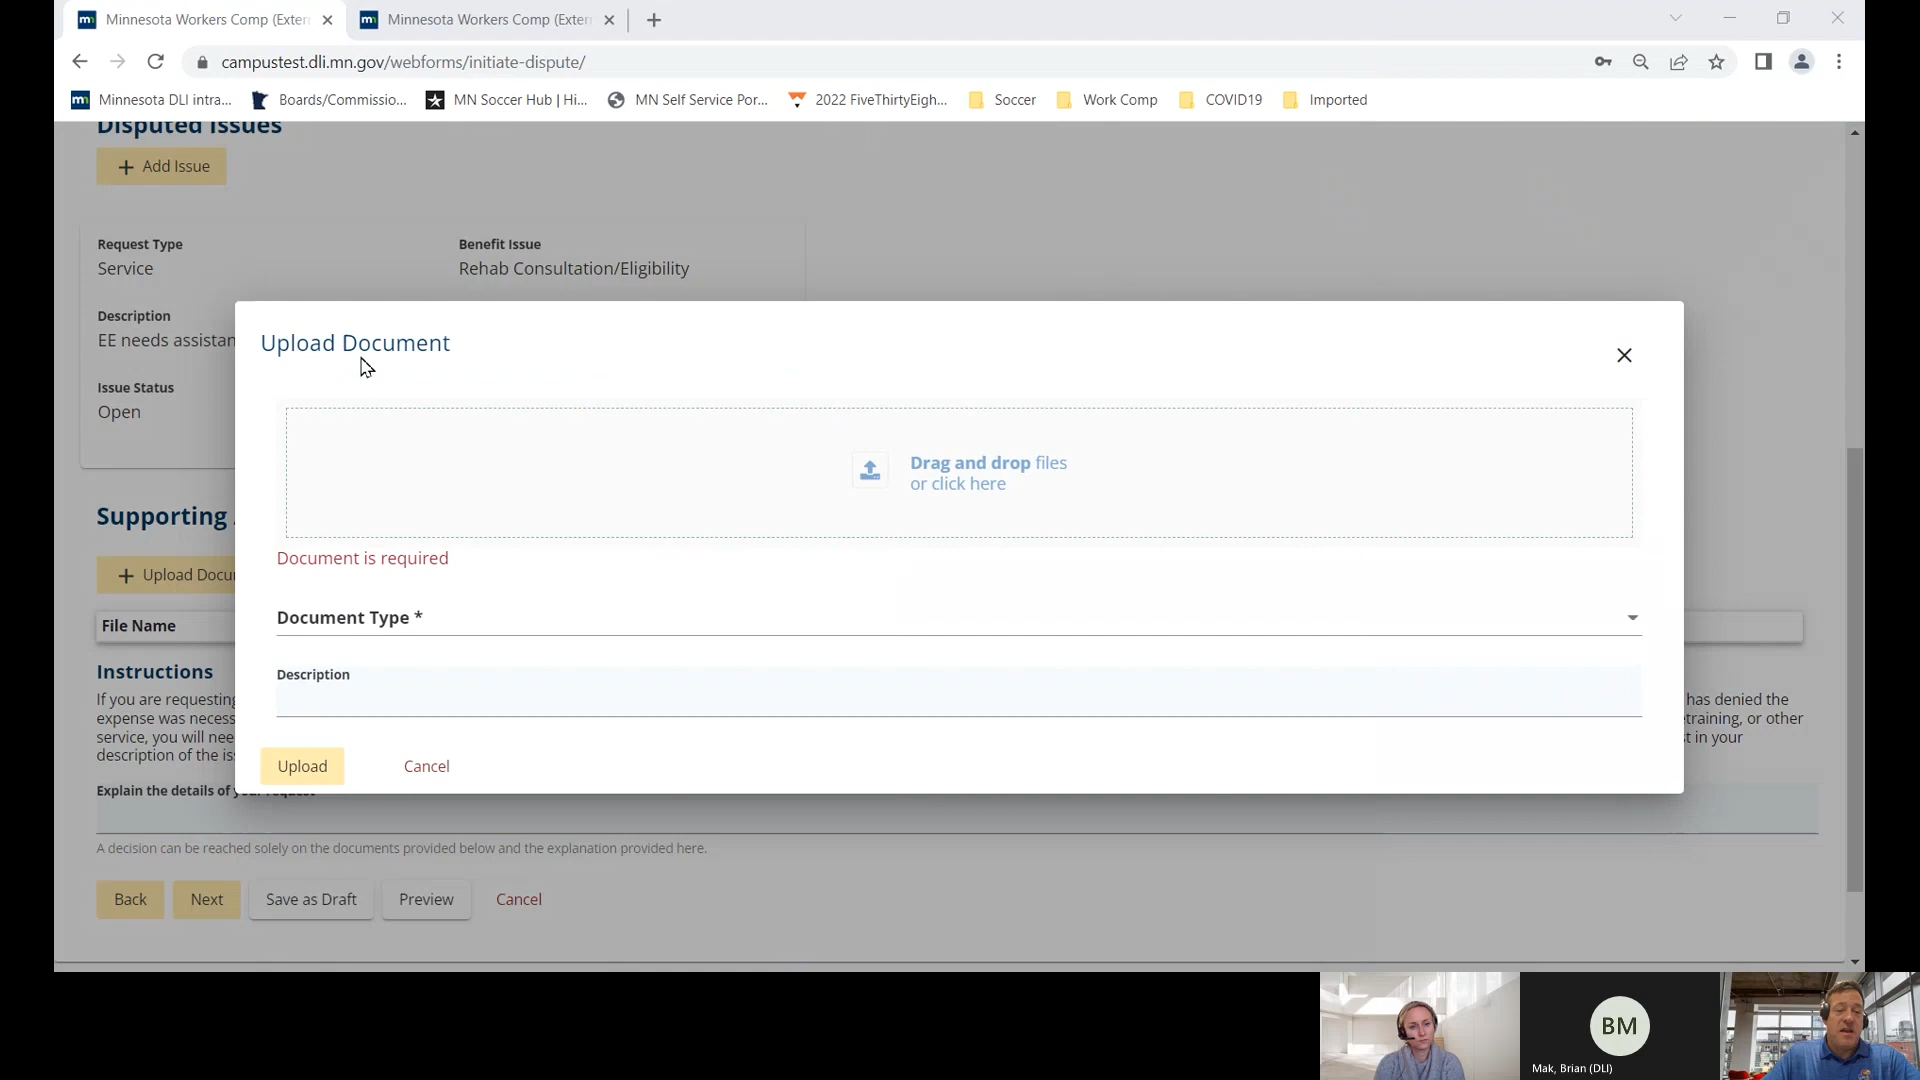 Minnesota Workers Comp (Exter
Minnesota Workers Comp (Exter
campustest.dli.mn.gov/webforms/initiate-dispute/
Minnesota DLI intra...
Boards/Commissio...
MN Soccer Hub | Hi...
MN Self Service Por...
2022 FiveThirtyEigh...
Soccer
Work Comp
COVID19
Imported
Disputed Issues
+ Add Issue
Request Type
Benefit Issue
Service
Rehab Consultation/Eligibility
Description
EE needs assistan
Issue Status
Open
Upload Document
Drag and drop files
or click here
Document is required
Document Type *
Description
Upload
Cancel
Supporting
+ Upload Docu
File Name
Instructions
If you are requesting
has denied the
expense was necess
etraining, or other
service, you will nee
st in your
description of the is
Explain the details of your request
A decision can be reached solely on the documents provided below and the explanation provided here.
Back
Next
Save as Draft
Preview
Cancel
BM
Mak, Brian (DLI)